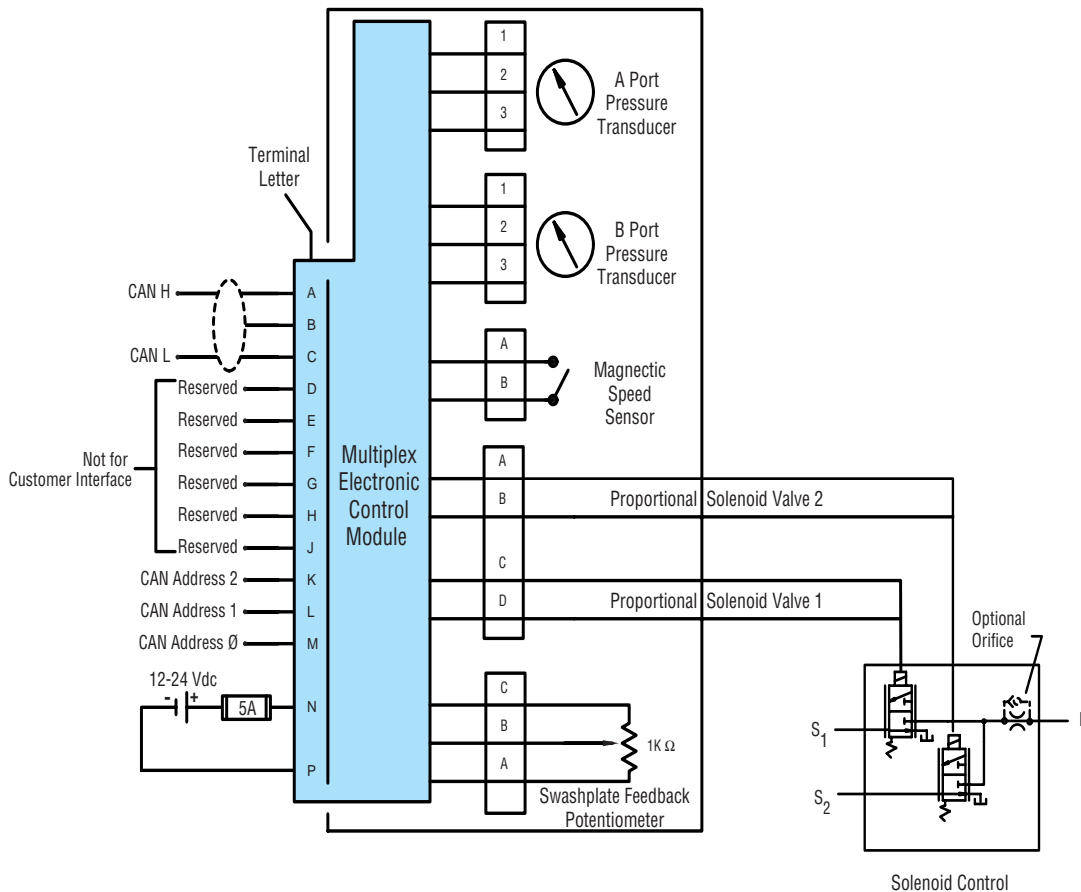 1
2
3
A Port
Pressure
Transducer
Terminal
Letter
1
2
3
B Port
Pressure
Transducer
CAN H
A
B
CAN L
C
Reserved
D
Reserved
E
Reserved
F
Reserved
G
Reserved
H
Reserved
J
Not for
Customer Interface
CAN Address 2
K
CAN Address 1
L
CAN Address Ø
M
12-24 Vdc
- +
5A
N
P
Multiplex
Electronic
Control
Module
A
B
Magnectic
Speed
Sensor
A
B
Proportional Solenoid Valve 2
C
D
Proportional Solenoid Valve 1
C
B
A
1K Ω
Swashplate Feedback
Potentiometer
Optional
Orifice
S1
S2
Solenoid Control